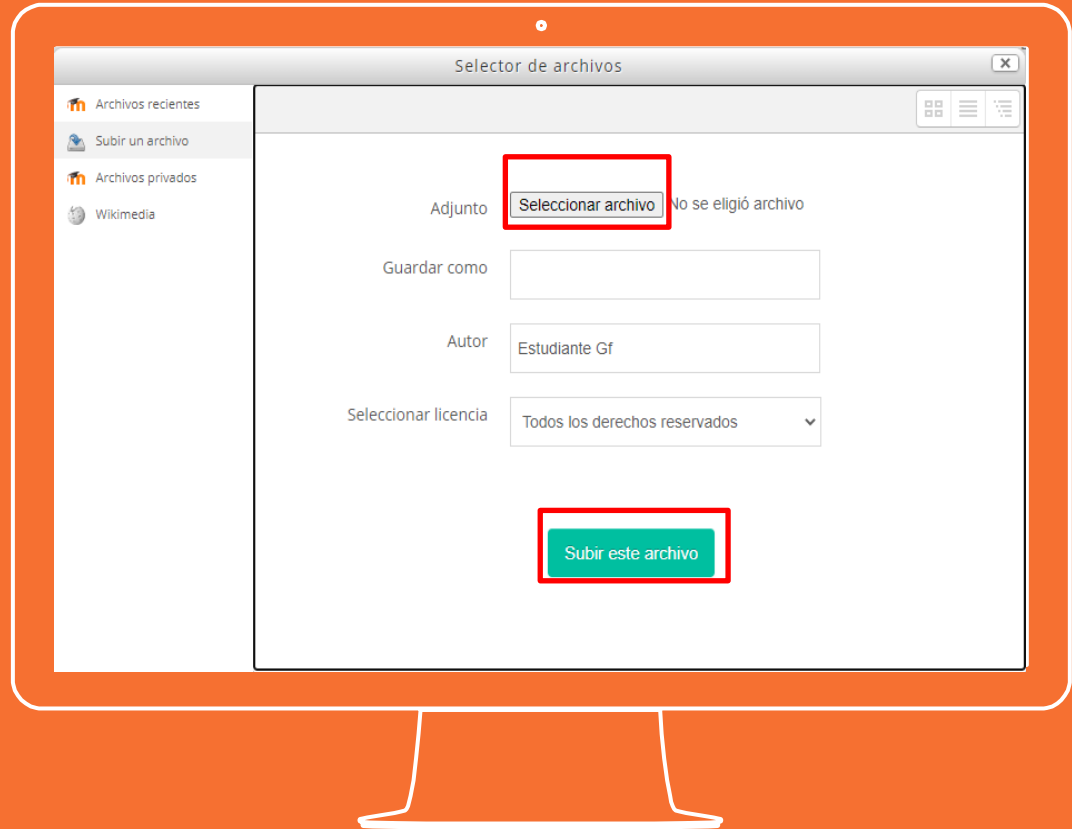 Selector de archivos
Archivos recientes
Subir un archivo
Archivos privados
Wikimedia
Adjunto Seleccionar archivo No se eligió archivo
Guardar como
Autor Estudiante Gf
Seleccionar licencia Todos los derechos reservados
Subir este archivo